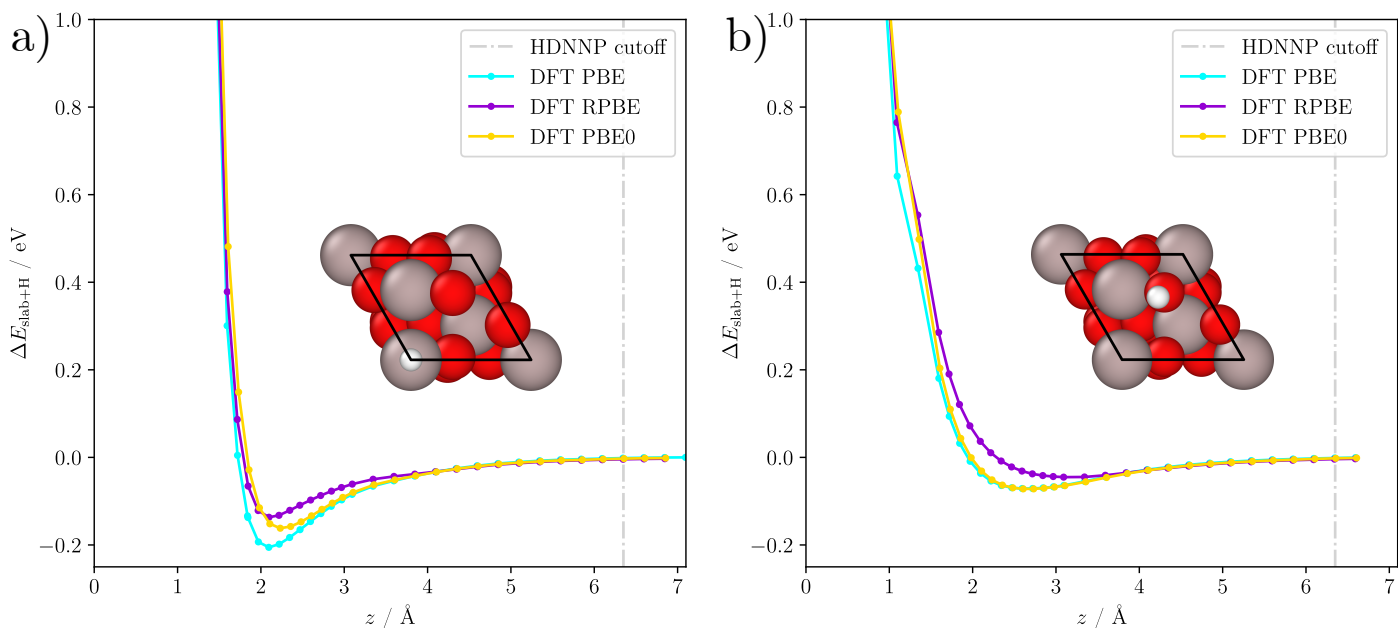 a)
1.0
0.8
0.6
0.4
0.2
0.0
−0.2
ΔE_slab+H / eV
0 1 2 3 4 5 6 7
z / Å
HDNNP cutoff
DFT PBE
DFT RPBE
DFT PBE0
b)
1.0
0.8
0.6
0.4
0.2
0.0
−0.2
ΔE_slab+H / eV
0 1 2 3 4 5 6 7
z / Å
HDNNP cutoff
DFT PBE
DFT RPBE
DFT PBE0